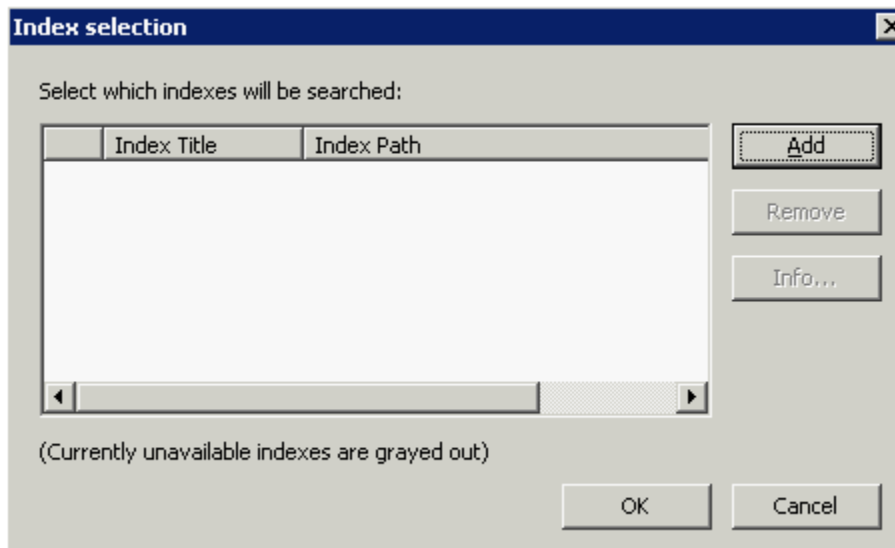 Index selection
Select which indexes will be searched:
Index Title Index Path
Add
Remove
Info...
(Currently unavailable indexes are grayed out)
OK Cancel